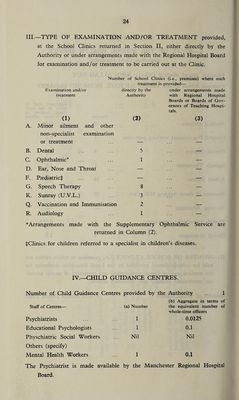 24
III.—TYPE OF EXAMINATION AND/OR TREATMENT provided,
at the School Clinics returned in Section II, either directly by the
Authority or under arrangements made with the Regional Hospital Board
for examination and/or treatment to be carried out at the Clinic.
Number of School Clinics (i.e., premises) where such
treatment is provided—
Examination and/or treatment
directly by the Authority
under arrangements made with Regional Hospital Boards or Boards of Governors of Teaching Hospitals.
(1) (2) (3)
A. Minor ailment and other
non-specialist examination
or treatment ... — —
B. Dental ... 5 —
C. Ophthalmic* ... 1 —
D. Ear, Nose and Throat ... — —
F. Pædiatric‡ ... — —
G. Speech Therapy ... 8 —
K. Sunray (U.V.L.) ... 3 —
Q. Vaccination and Immunisation 2 —
R. Audiology ... 1 —
*Arrangements made with the Supplementary Ophthalmic Service are
returned in Column (2).
‡Clinics for children referred to a specialist in children's diseases.
IV.—CHILD GUIDANCE CENTRES.
Number of Child Guidance Centres provided by the Authority ... 1
Staff of Centres—
(a) Number
(b) Aggregate in terms of
the equivalent number of
whole-time officers
Psychiatrists ... 1 0.0125
Educational Psychologists ... 1 0.1
Physchiatric Social Workers ... Nil Nil
Others (specify)
Mental Health Workers ... 1 0.1
The Psychiatrist is made available by the Manchester Regional Hospital
Board.